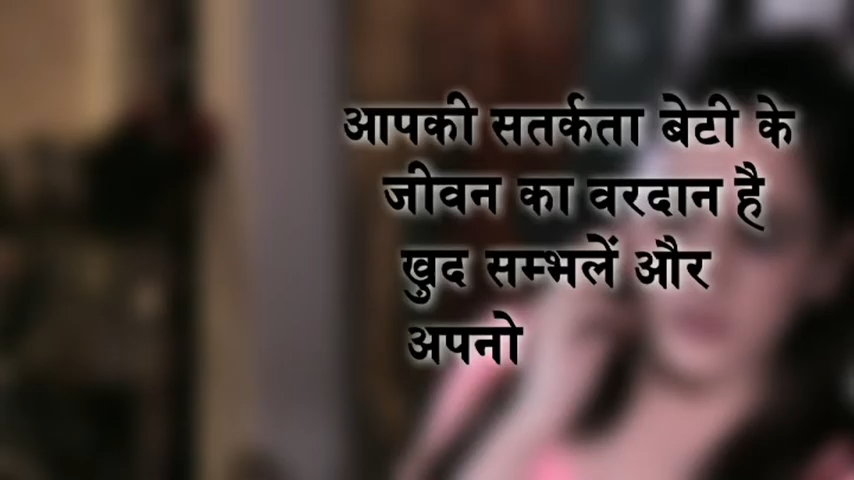 आपकी सतर्कता बेटी के
जीवन का वरदान है
खुद सम्भलें और
अपनो